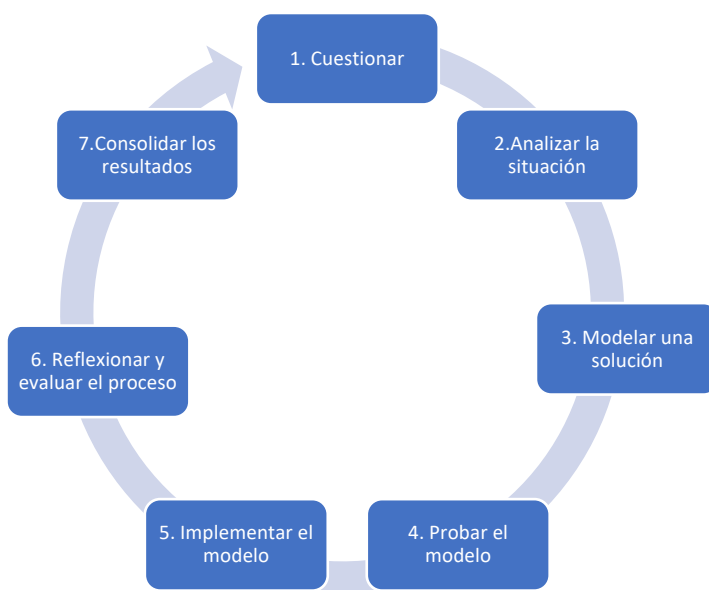 1. Cuestionar
2.Analizar la
situación
3. Modelar una
solución
4. Probar el
modelo
5. Implementar el
modelo
6. Reflexionar y
evaluar el proceso
7.Consolidar los
resultados